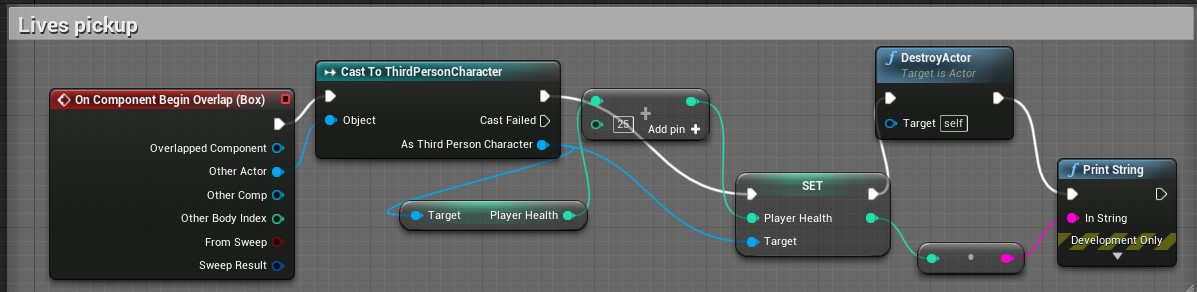 Lives pickup
On Component Begin Overlap (Box)
Overlapped Component
Other Actor
Other Comp
Other Body Index
From Sweep
Sweep Result
Cast To ThirdPersonCharacter
Object
Cast Failed
As Third Person Character
Target
Player Health
25
Add pin
SET
Player Health
Target
DestroyActor
Target is Actor
Target self
Print String
In String
Development Only